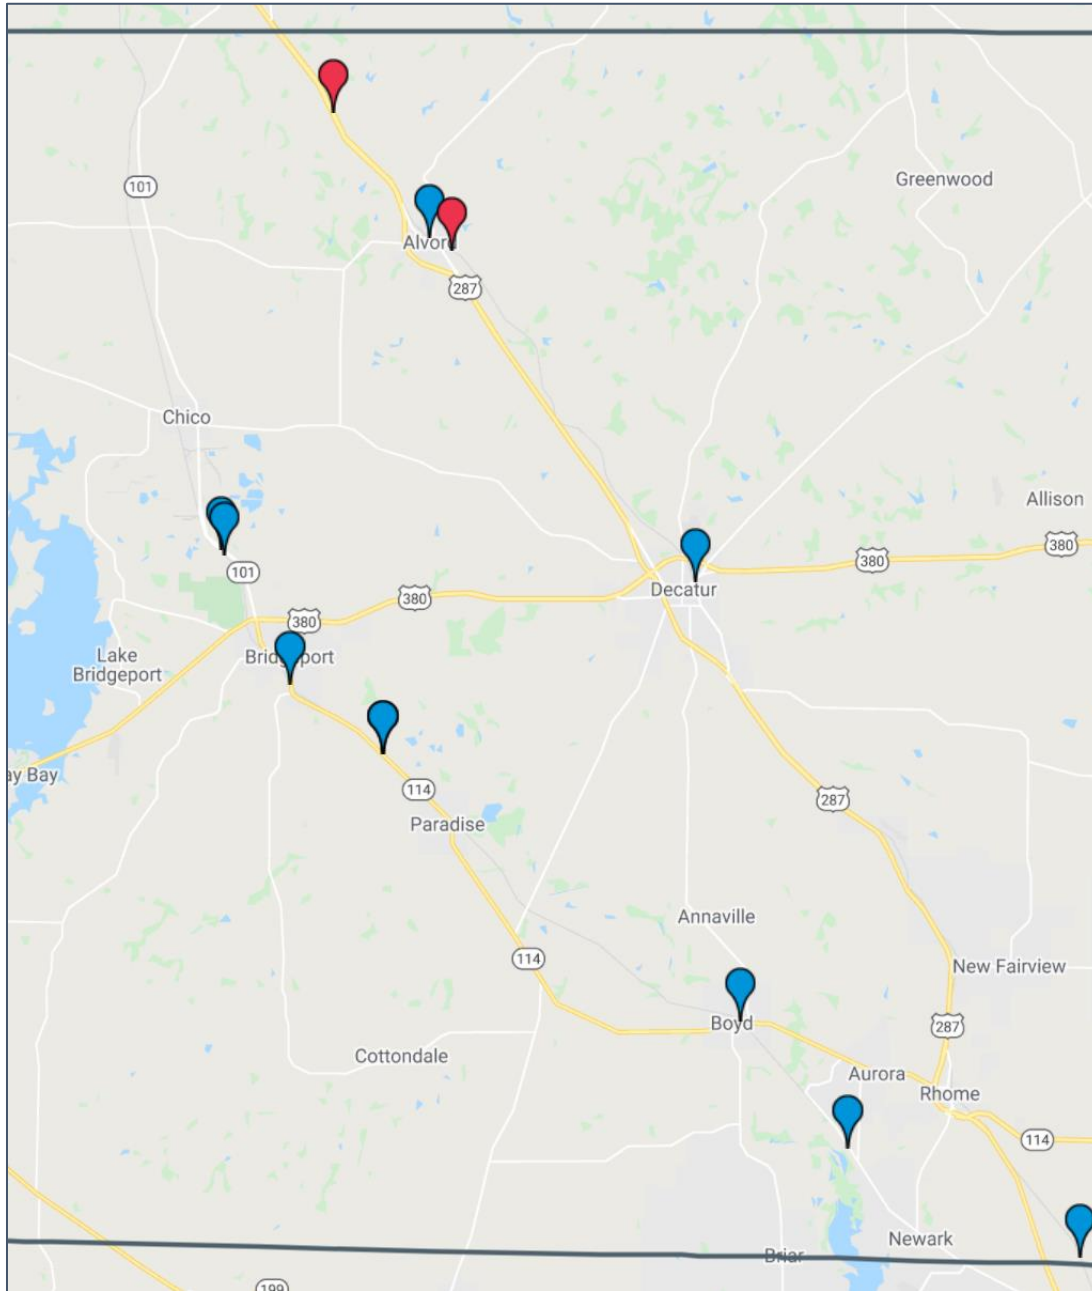 101
Greenwood
Alvord
287
Chico
Allison
380
380
101
Decatur
380
380
Bridgeport
Lake
Bridgeport
ay Bay
114
287
Paradise
Annaville
114
New Fairview
Boyd
287
Cottondale
Aurora
Rhome
114
Newark
Briar
199